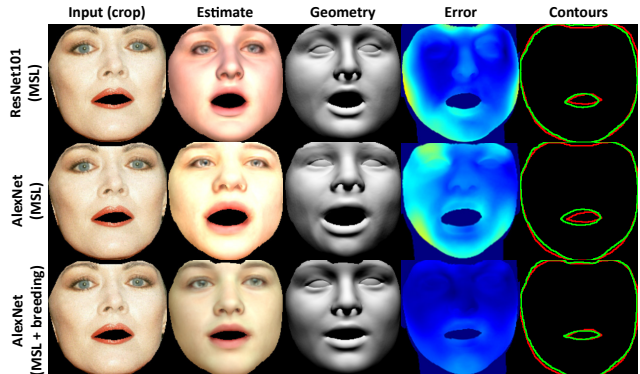 Input (crop) Estimate Geometry Error Contours
ResNet101
(MSL)
AlexNet
(MSL)
AlexNet
(MSL + breeding)